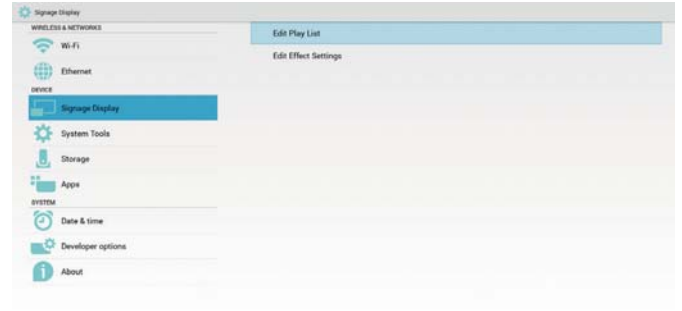 Signage Display
WIRELESS & NETWORKS
Wi-Fi
Ethernet
DEVICE
Signage Display
System Tools
Storage
Apps
SYSTEM
Date & time
Developer options
About
Edit Play List
Edit Effect Settings